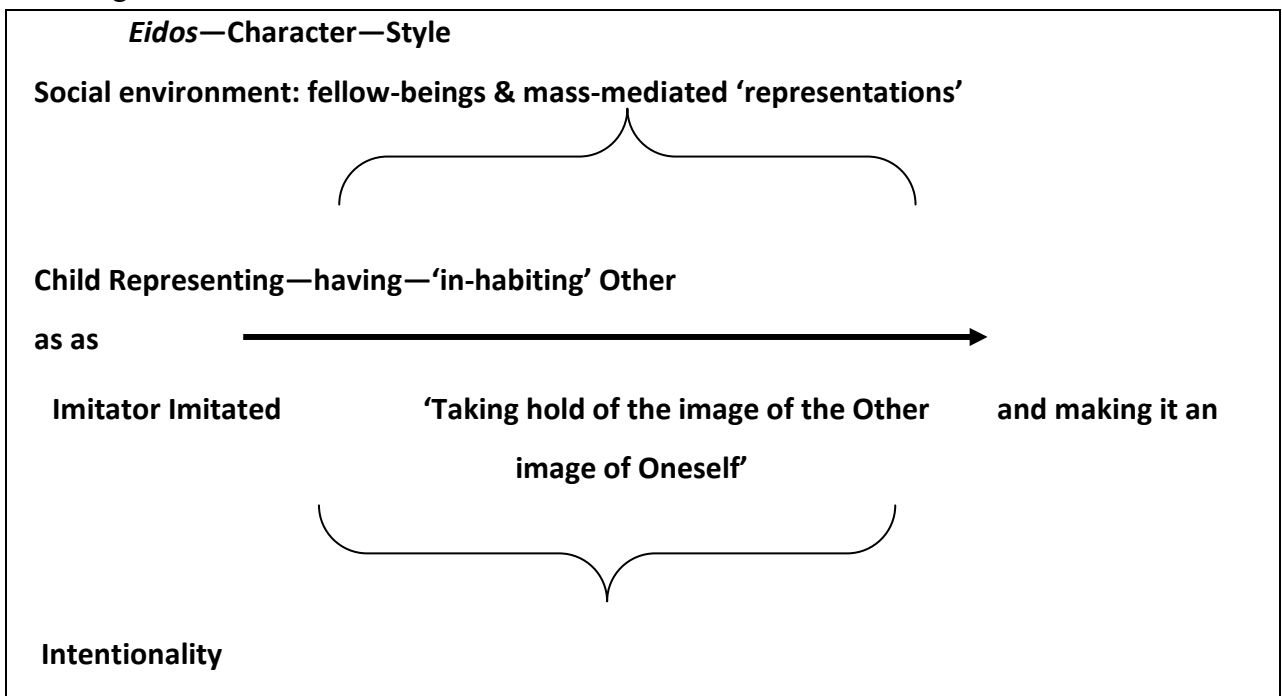 Eidos—Character—Style
Social environment: fellow-beings & mass-mediated ‘representations’
Child Representing—having—‘in-habiting’ Other
as as
Imitator Imitated ‘Taking hold of the image of the Other and making it an
image of Oneself’
Intentionality